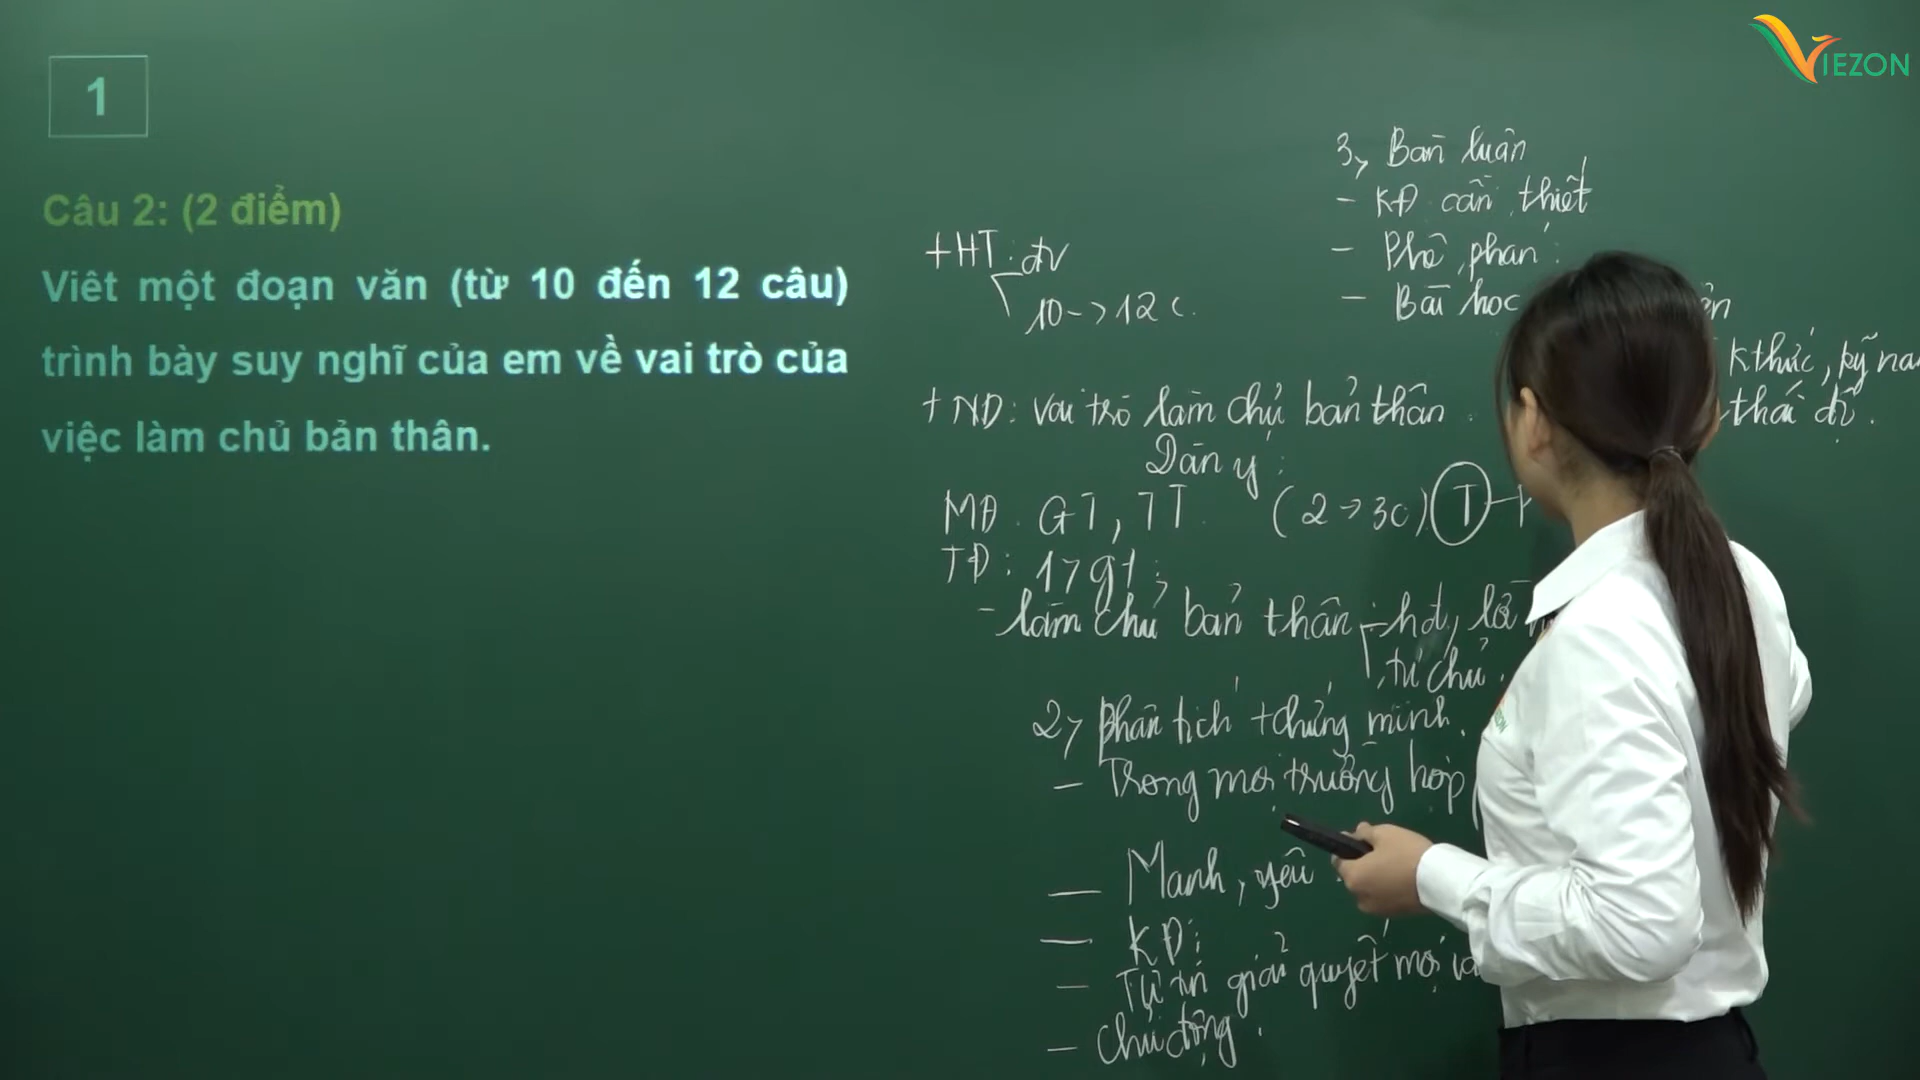 1
VIEZON
Câu 2: (2 điểm)
Viêt một đoạn văn (từ 10 đến 12 câu)
trình bày suy nghĩ của em về vai trò của
việc làm chủ bản thân.
3, Bàn luận
- KĐ cần thiết
- Phê phán:
- Bài học
kthức, kỹ nă
thái độ.
+ HT: đv
10 -> 12 c.
+ ND: Vai trò làm chủ bản thân.
Dàn ý:
MĐ. GT, TT. (2 -> 3c) T
TĐ: 1, gt:
- làm chủ bản thân - hđ, lời
tự chủ.
2, Phân tích + chứng minh.
- Trong mọi trường hợp
- Mạnh, yếu
- KĐ:
- Tự tin giải quyết mọi
- Chủ động.